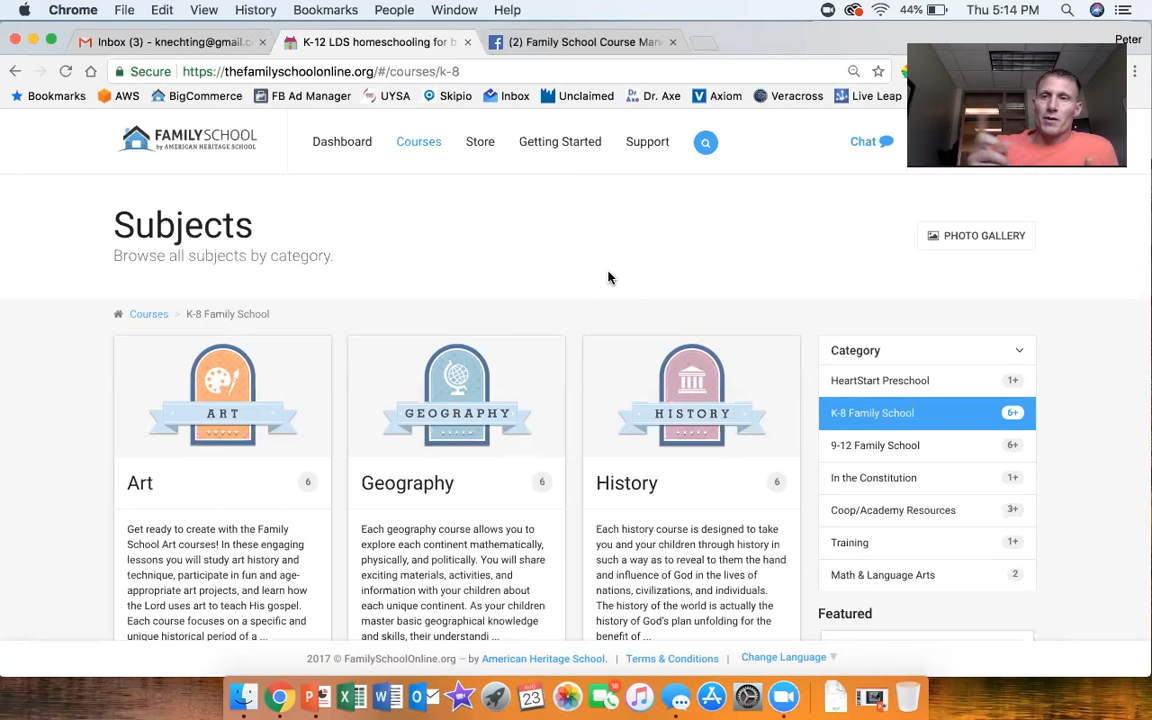 Chrome File Edit View History Bookmarks People Window Help 44% Thu 5:14 PM
Inbox (3) - knechting@gmail.c
K-12 LDS homeschooling for b
(2) Family School Course Man
Peter
Secure https://thefamilyschoolonline.org/#/courses/k-8
Bookmarks AWS BigCommerce FB Ad Manager UYSA Skipio Inbox Unclaimed Dr. Axe Axiom Veracross Live Leap
FAMILYSCHOOL
by AMERICAN HERITAGE SCHOOL
Dashboard Courses Store Getting Started Support Chat
Subjects
Browse all subjects by category.
PHOTO GALLERY
Courses > K-8 Family School
ART
Art 6
Get ready to create with the Family
School Art courses! In these engaging
lessons you will study art history and
technique, participate in fun and age-
appropriate art projects, and learn how
the Lord uses art to teach His gospel.
Each course focuses on a specific and
unique historical period of a ...
GEOGRAPHY
Geography 6
Each geography course allows you to
explore each continent mathematically,
physically, and politically. You will share
exciting materials, activities, and
information with your children about
each unique continent. As your children
master basic geographical knowledge
and skills, their understandi ...
HISTORY
History 6
Each history course is designed to take
you and your children through history in
such a way as to reveal to them the hand
and influence of God in the lives of
nations, civilizations, and individuals.
The history of the world is actually the
history of God's plan unfolding for the
benefit of ...
Category
HeartStart Preschool 1+
K-8 Family School 6+
9-12 Family School 6+
In the Constitution 1+
Coop/Academy Resources 3+
Training 1+
Math & Language Arts 2
Featured
2017 © FamilySchoolOnline.org — by American Heritage School. | Terms & Conditions | Change Language
AUG
23